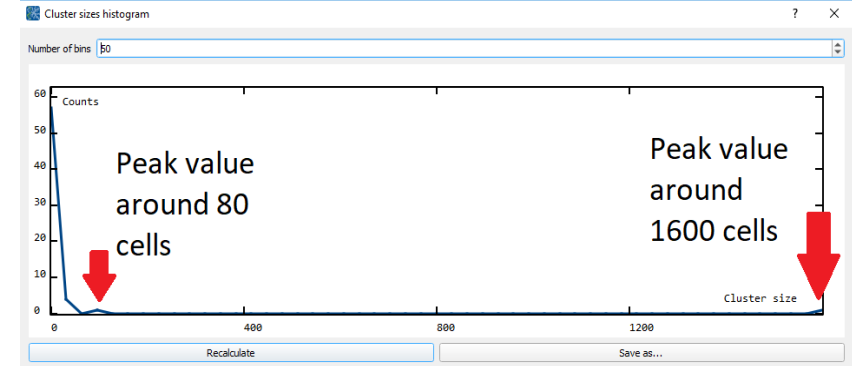 Cluster sizes histogram
?
Number of bins 50
60
Counts
50
40
30
20
10
0
Peak value
around 80
cells
Peak value
around
1600 cells
Cluster size
0 400 800 1200
Recalculate
Save as...